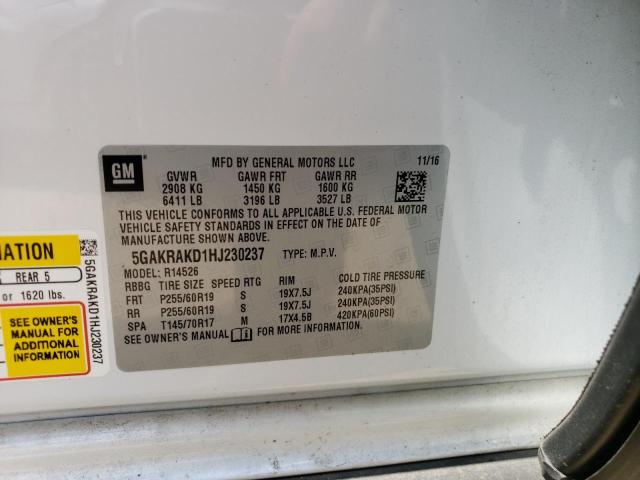 GM
MFD BY GENERAL MOTORS LLC 11/16
GVWR GAWR FRT GAWR RR
2908 KG 1450 KG 1600 KG
6411 LB 3196 LB 3527 LB
THIS VEHICLE CONFORMS TO ALL APPLICABLE U.S. FEDERAL MOTOR
VEHICLE SAFETY STANDARDS IN EFFECT ON THE DATE OF
MANUFACTURE SHOWN ABOVE.
5GAKRAKD1HJ230237 TYPE: M.P.V.
MODEL: R14526
RBBG TIRE SIZE SPEED RTG RIM COLD TIRE PRESSURE
FRT P255/60R19 S 19X7.5J 240KPA(35PSI)
RR P255/60R19 S 19X7.5J 240KPA(35PSI)
SPA T145/70R17 M 17X4.5B 420KPA(60PSI)
SEE OWNER'S MANUAL FOR MORE INFORMATION.
MATION
REAR 5
or 1620 lbs.
SEE OWNER'S
MANUAL FOR
ADDITIONAL
INFORMATION
5GAKRAKD1HJ230237